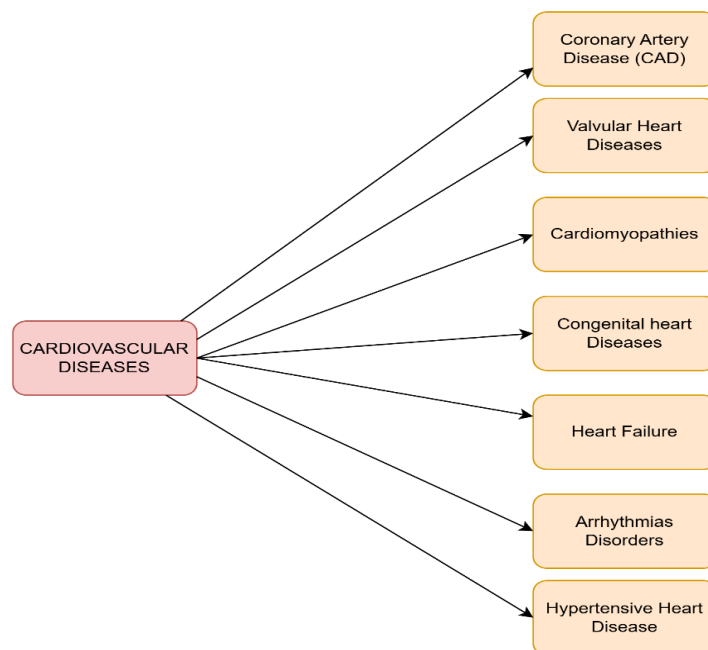 Coronary Artery
Disease (CAD)
Valvular Heart
Diseases
Cardiomyopathies
CARDIOVASCULAR
DISEASES
Congenital heart
Diseases
Heart Failure
Arrhythmias
Disorders
Hypertensive Heart
Disease